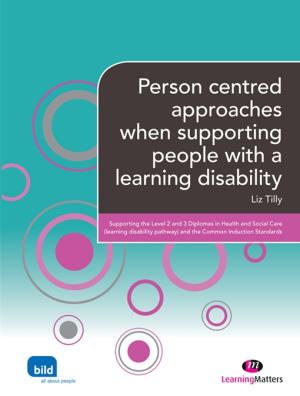 Person centred
approaches
when supporting
people with a
learning disability
Liz Tilly
Supporting the Level 2 and 3 Diplomas in Health and Social Care
(learning disability pathway) and the Common Induction Standards
bild
all about people
LearningMatters